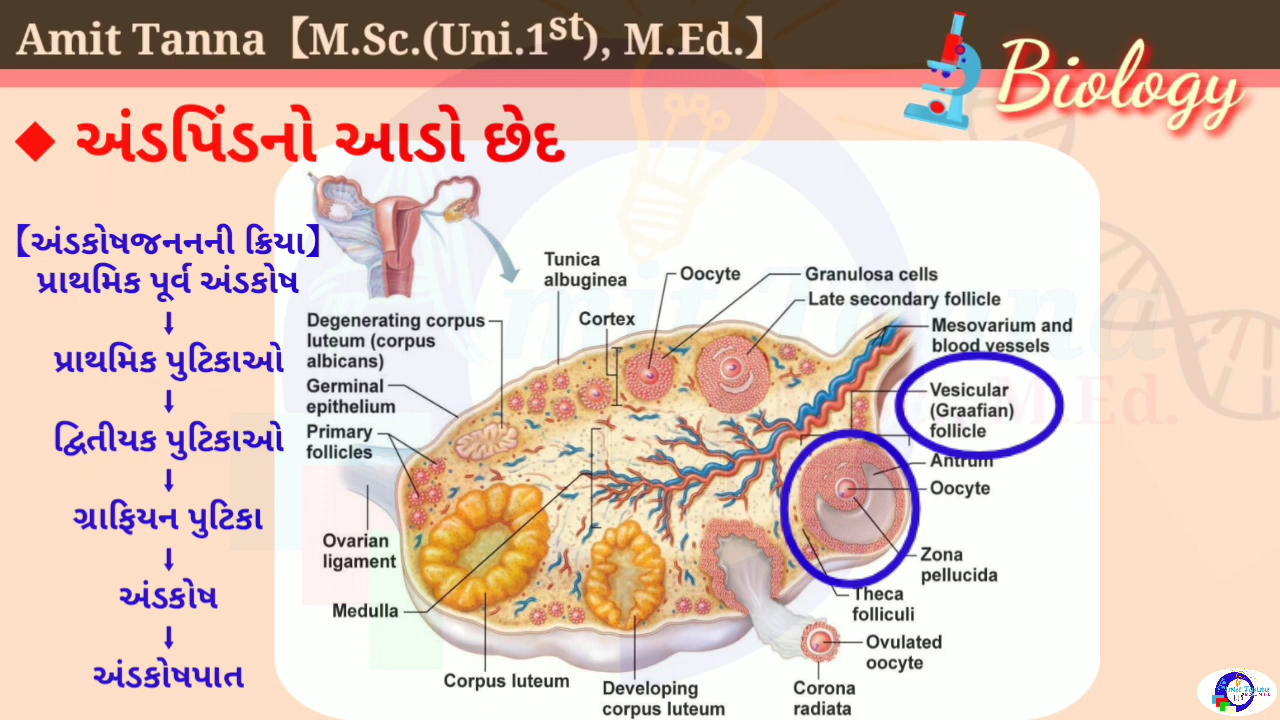 Amit Tanna【M.Sc.(Uni.1st), M.Ed.】
Biology
◆ અંડપિંડનો આડો છેદ
【અંડકોષજનનની ક્રિયા】
પ્રાથમિક પૂર્વ અંડકોષ
↓
પ્રાથમિક પુટિકાઓ
↓
દ્વિતીયક પુટિકાઓ
↓
ગ્રાફિયન પુટિકા
↓
અંડકોષ
↓
અંડકોષપાત
Tunica
albuginea
Oocyte
Granulosa cells
Late secondary follicle
Cortex
Mesovarium and
blood vessels
Degenerating corpus
luteum (corpus
albicans)
Germinal
epithelium
Primary
follicles
Vesicular
(Graafian)
follicle
Antrum
Oocyte
Ovarian
ligament
Zona
pellucida
Medulla
Theca
folliculi
Ovulated
oocyte
Corpus luteum
Developing
corpus luteum
Corona
radiata
mit Tanna
M.Ed.